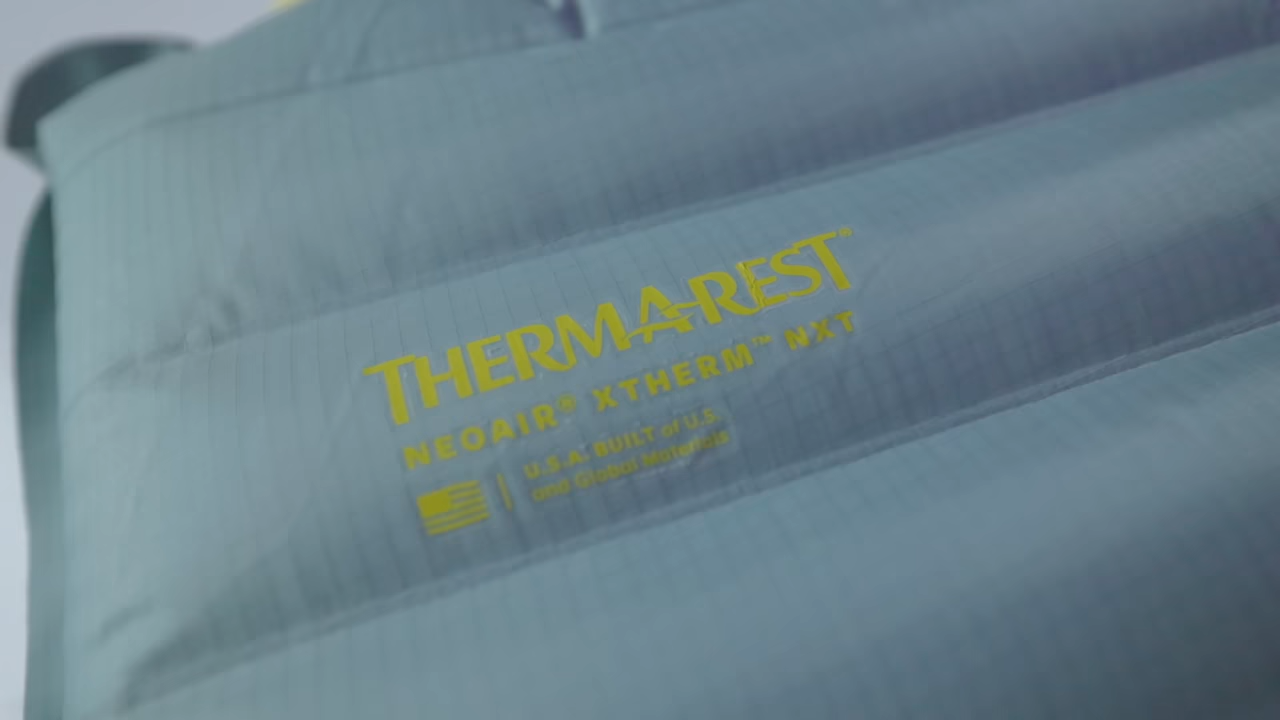 THERMAREST®
NEOAIR® XTHERM™ NXT
U.S.A. BUILT of U.S.
and Global Materials